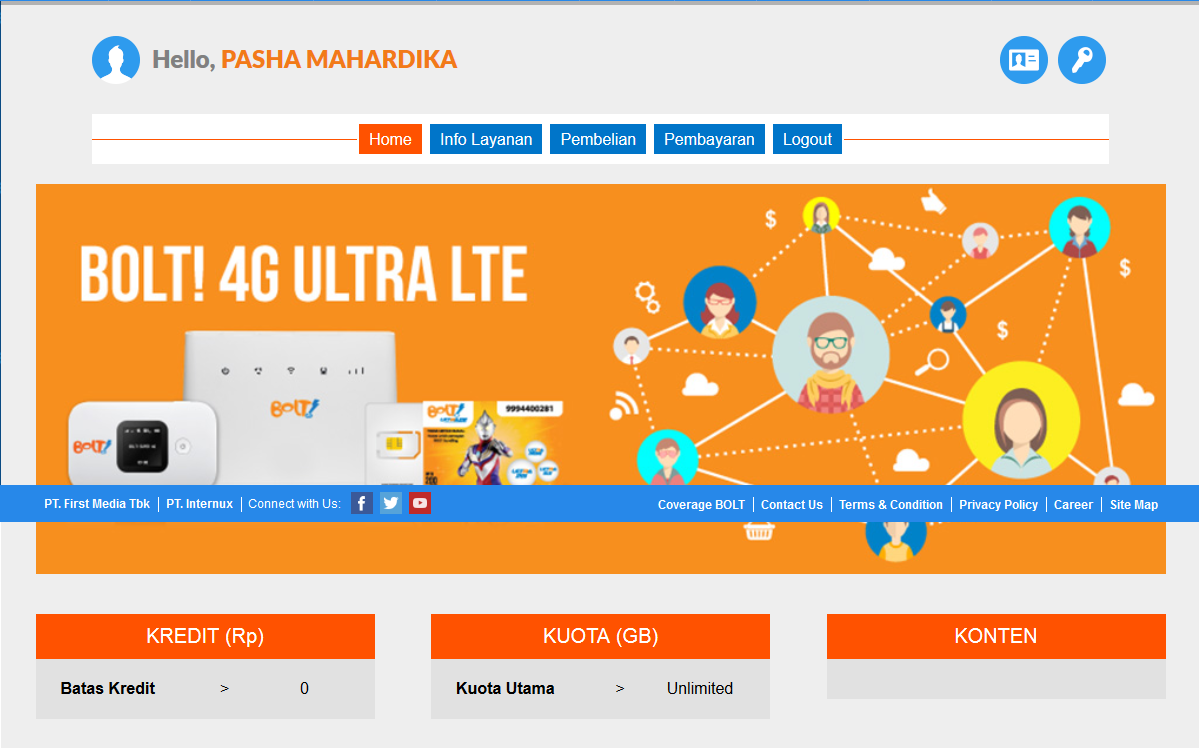 Hello, PASHA MAHARDIKA
Home Info Layanan Pembelian Pembayaran Logout
BOLT! 4G ULTRA LTE
BOLT!
BOLT!
BOLT!
9994400281
PT. First Media Tbk PT. Internux Connect with Us:
Coverage BOLT Contact Us Terms & Condition Privacy Policy Career Site Map
KREDIT (Rp) KUOTA (GB) KONTEN
Batas Kredit > 0 Kuota Utama > Unlimited